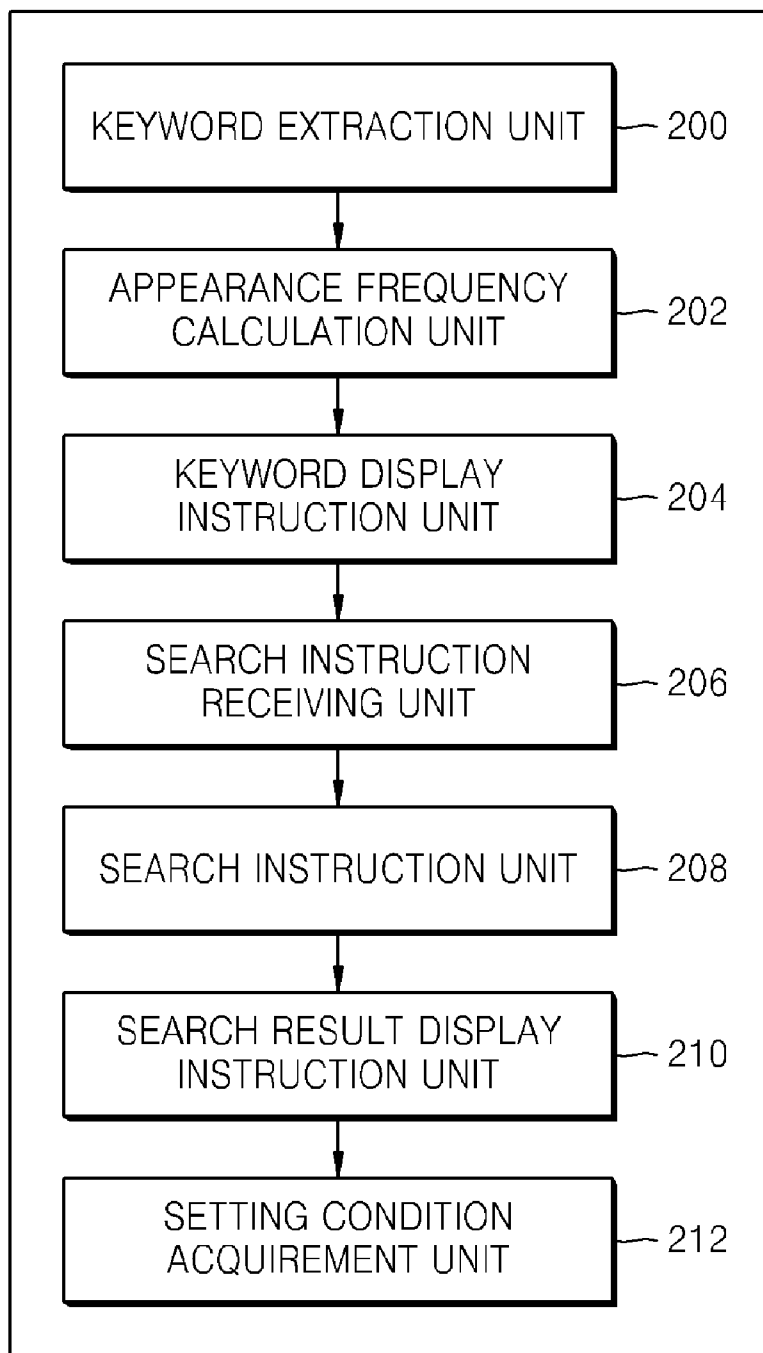 KEYWORD EXTRACTION UNIT
200
APPEARANCE FREQUENCY
CALCULATION UNIT
202
KEYWORD DISPLAY
INSTRUCTION UNIT
204
SEARCH INSTRUCTION
RECEIVING UNIT
206
SEARCH INSTRUCTION UNIT
208
SEARCH RESULT DISPLAY
INSTRUCTION UNIT
210
SETTING CONDITION
ACQUIREMENT UNIT
212